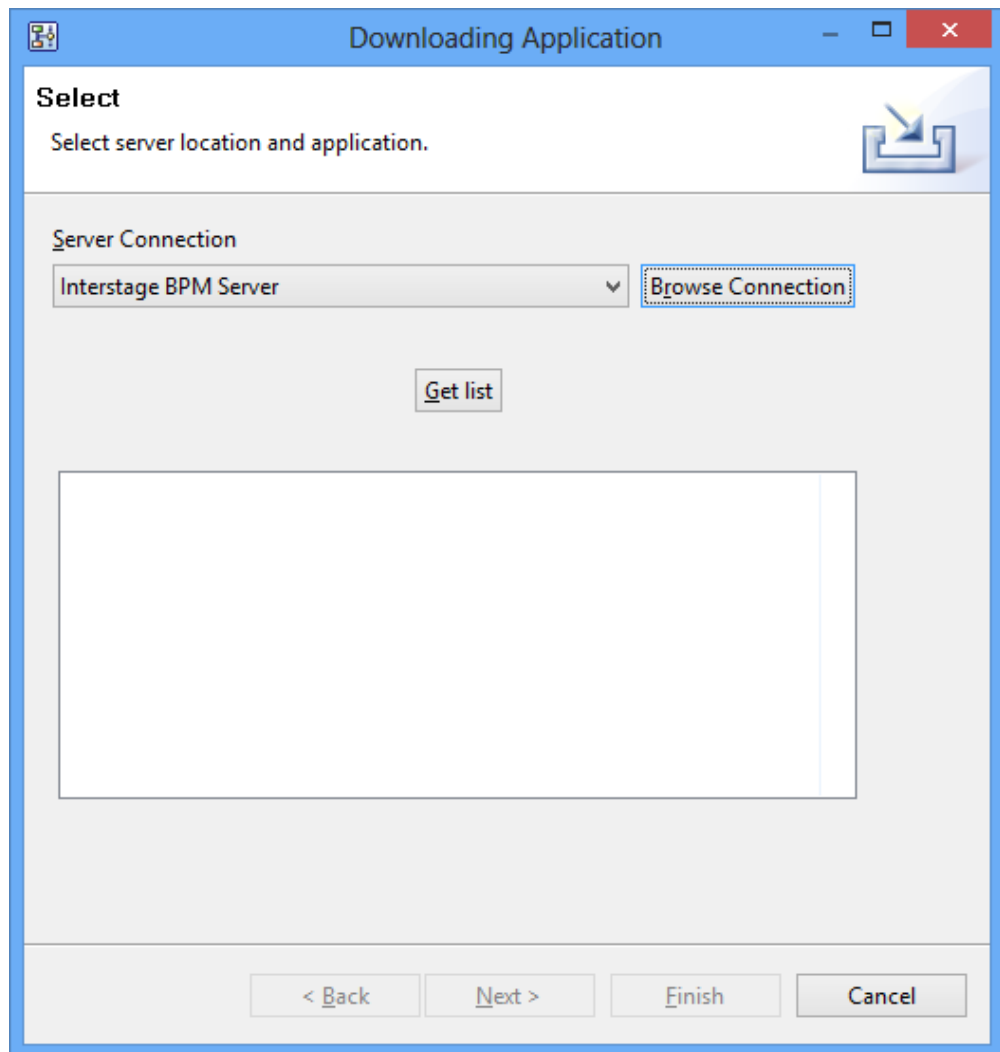 Downloading Application
Select
Select server location and application.
Server Connection
Interstage BPM Server Browse Connection
Get list
< Back Next > Finish Cancel